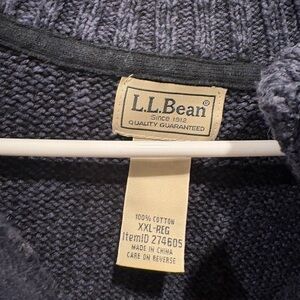 L.L.Bean®
Since 1912
QUALITY GUARANTEED
100% COTTON
XXL-REG
ItemID 274605
MADE IN CHINA
CARE ON REVERSE